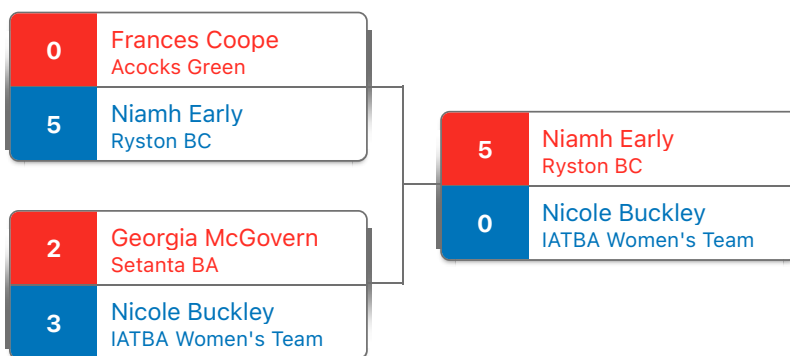 0
Frances Coope
Acocks Green
5
Niamh Early
Ryston BC
2
Georgia McGovern
Setanta BA
3
Nicole Buckley
IATBA Women's Team
5
Niamh Early
Ryston BC
0
Nicole Buckley
IATBA Women's Team